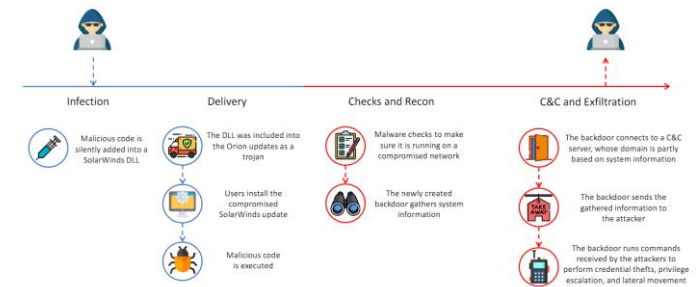 Infection
Delivery
Checks and Recon
C&C and Exfiltration
Malicious code is
silently added into a
SolarWinds DLL
The DLL was included into
the Orion updates as a
trojan
Users install the
compromised
SolarWinds update
Malicious code
is executed
Malware checks to make
sure it is running on a
compromised network
The newly created
backdoor gathers system
information
The backdoor connects to a C&C
server, whose domain is partly
based on system information
TAKE
AWAY
The backdoor sends the
gathered information to
the attacker
The backdoor runs commands
received by the attackers to
perform credential thefts, privilege
escalation, and lateral movement